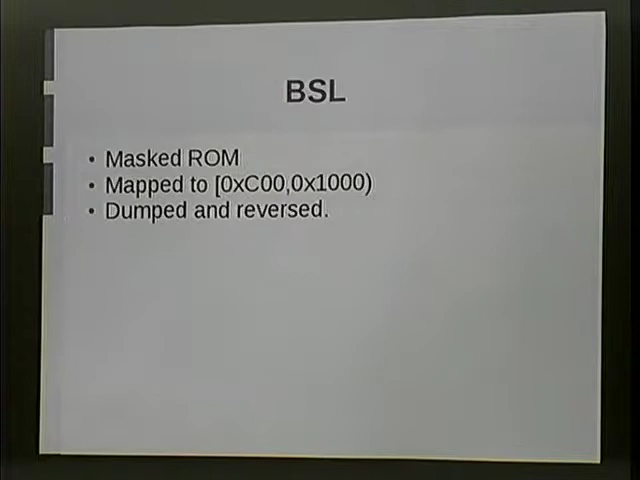 BSL
• Masked ROM
• Mapped to [0xC00,0x1000)
• Dumped and reversed.